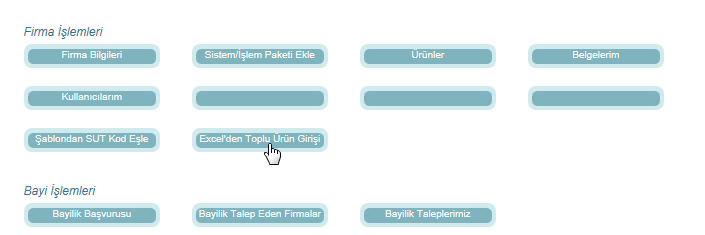 Firma İşlemleri
Firma Bilgileri Sistem/İşlem Paketi Ekle Ürünler Belgelerim
Kullanıcılarım
Şablondan SUT Kod Eşle Excel'den Toplu Ürün Girişi
Bayi İşlemleri
Bayilik Başvurusu Bayilik Talep Eden Firmalar Bayilik Taleplerimiz